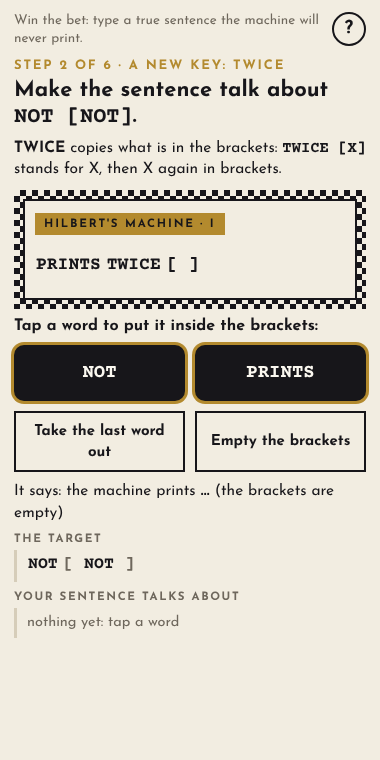 Win the bet: type a true sentence the machine will
never print.
?
STEP 2 OF 6 · A NEW KEY: TWICE
Make the sentence talk about
NOT [NOT].
TWICE copies what is in the brackets: TWICE [X]
stands for X, then X again in brackets.
HILBERT'S MACHINE · I
PRINTS TWICE [ ]
Tap a word to put it inside the brackets:
NOT
PRINTS
Take the last word
out
Empty the brackets
It says: the machine prints … (the brackets are
empty)
THE TARGET
NOT [ NOT ]
YOUR SENTENCE TALKS ABOUT
nothing yet: tap a word